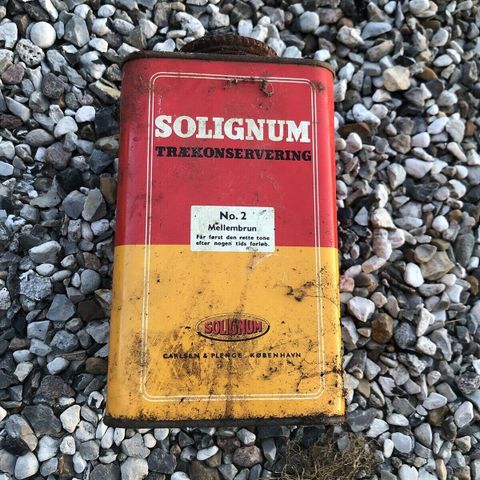 SOLIGNUM
TRÆKONSERVERING
No. 2
Mellembrun
Får først den rette tone
efter nogen tids forløb.
SOLIGNUM
CARLSEN & PLENGE . KØBENHAVN